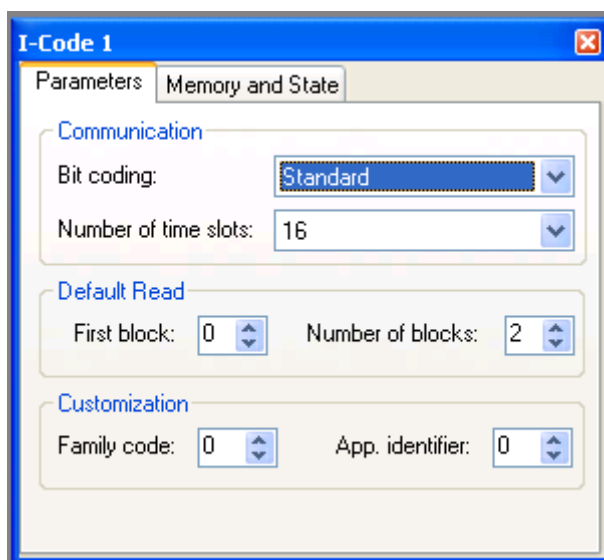 I-Code 1
Parameters Memory and State
Communication
Bit coding: Standard
Number of time slots: 16
Default Read
First block: 0 Number of blocks: 2
Customization
Family code: 0 App. identifier: 0